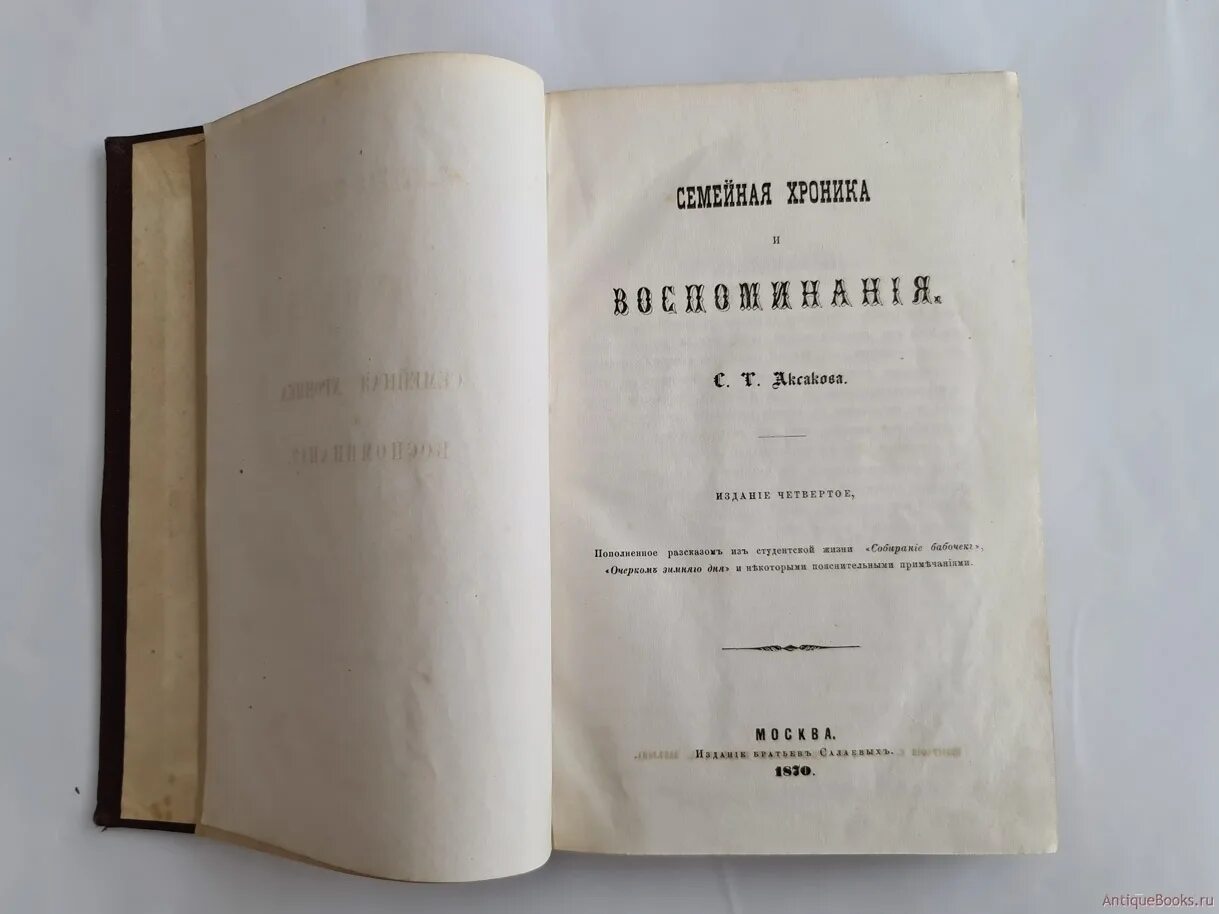 СЕМЕЙНАЯ ХРОНИКА
И
ВОСПОМИНАНІЯ.
С. Т. Аксакова.
ИЗДАНІЕ ЧЕТВЕРТОЕ,
Пополненное разсказомъ изъ студентской жизни «Собираніе бабочекъ»,
«Очеркомъ зимняго дня» и нѣкоторыми пояснительными примѣчаніями.
МОСКВА.
Изданіе братьевъ Салаевыхъ.
1870.
AntiqueBooks.ru